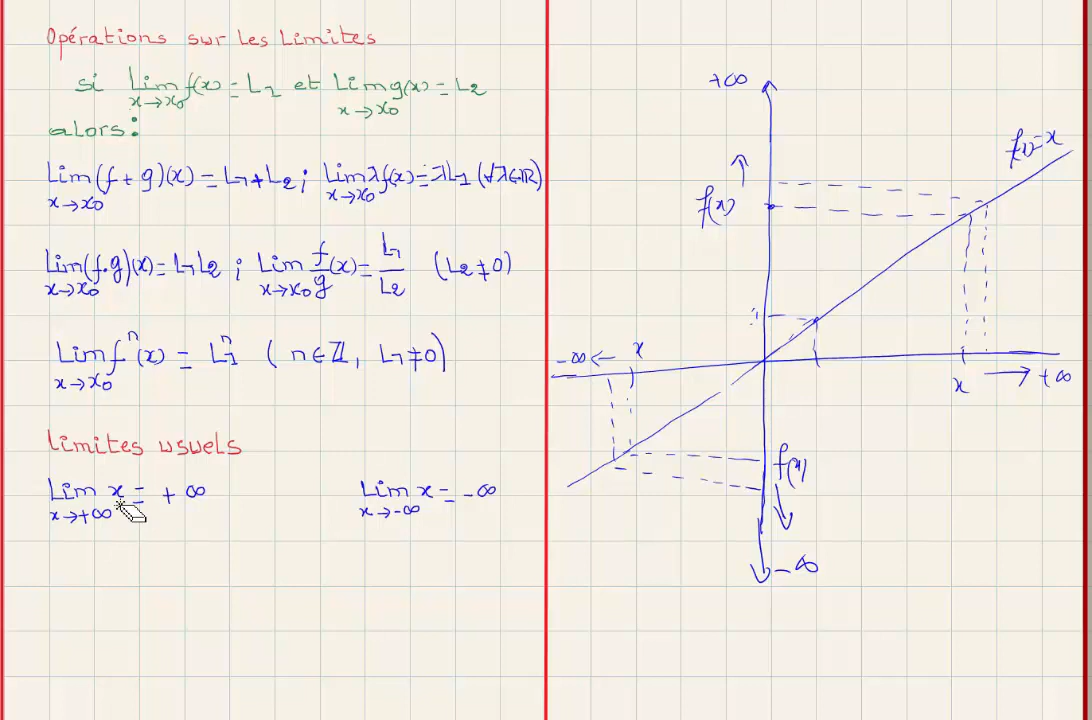 Opérations sur Les Limites
si Lim f(x) = L1 et Lim g(x) = L2
x→x0 x→x0
alors:
Lim (f+g)(x) = L1+L2 ; Lim λf(x) = λL1 (∀λ∈ℝ)
x→x0 x→x0
Lim (f·g)(x) = L1L2 ; Lim f/g (x) = L1/L2 (L2≠0)
x→x0 x→x0
Lim fⁿ(x) = L1ⁿ (n∈ℤ, L1≠0)
x→x0
Limites usuels
Lim x = +∞ Lim x = -∞
x→+∞ x→-∞
+∞
f(x)=x
f(x)
1
-∞ ← x
x → +∞
f(x)
-∞